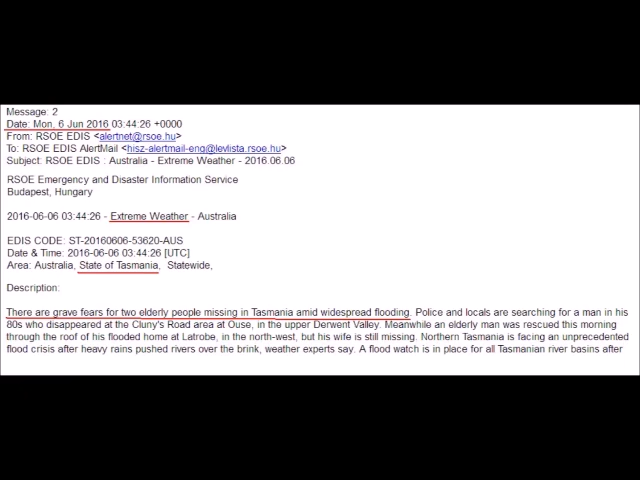 Message: 2
Date: Mon, 6 Jun 2016 03:44:26 +0000
From: RSOE EDIS <alertnet@rsoe.hu>
To: RSOE EDIS AlertMail <hisz-alertmail-eng@levlista.rsoe.hu>
Subject: RSOE EDIS : Australia - Extreme Weather - 2016.06.06
RSOE Emergency and Disaster Information Service
Budapest, Hungary
2016-06-06 03:44:26 - Extreme Weather - Australia
EDIS CODE: ST-20160606-53620-AUS
Date & Time: 2016-06-06 03:44:26 [UTC]
Area: Australia, State of Tasmania, Statewide,
Description:
There are grave fears for two elderly people missing in Tasmania amid widespread flooding. Police and locals are searching for a man in his
80s who disappeared at the Cluny's Road area at Ouse, in the upper Derwent Valley. Meanwhile an elderly man was rescued this morning
through the roof of his flooded home at Latrobe, in the north-west, but his wife is still missing. Northern Tasmania is facing an unprecedented
flood crisis after heavy rains pushed rivers over the brink, weather experts say. A flood watch is in place for all Tasmanian river basins after